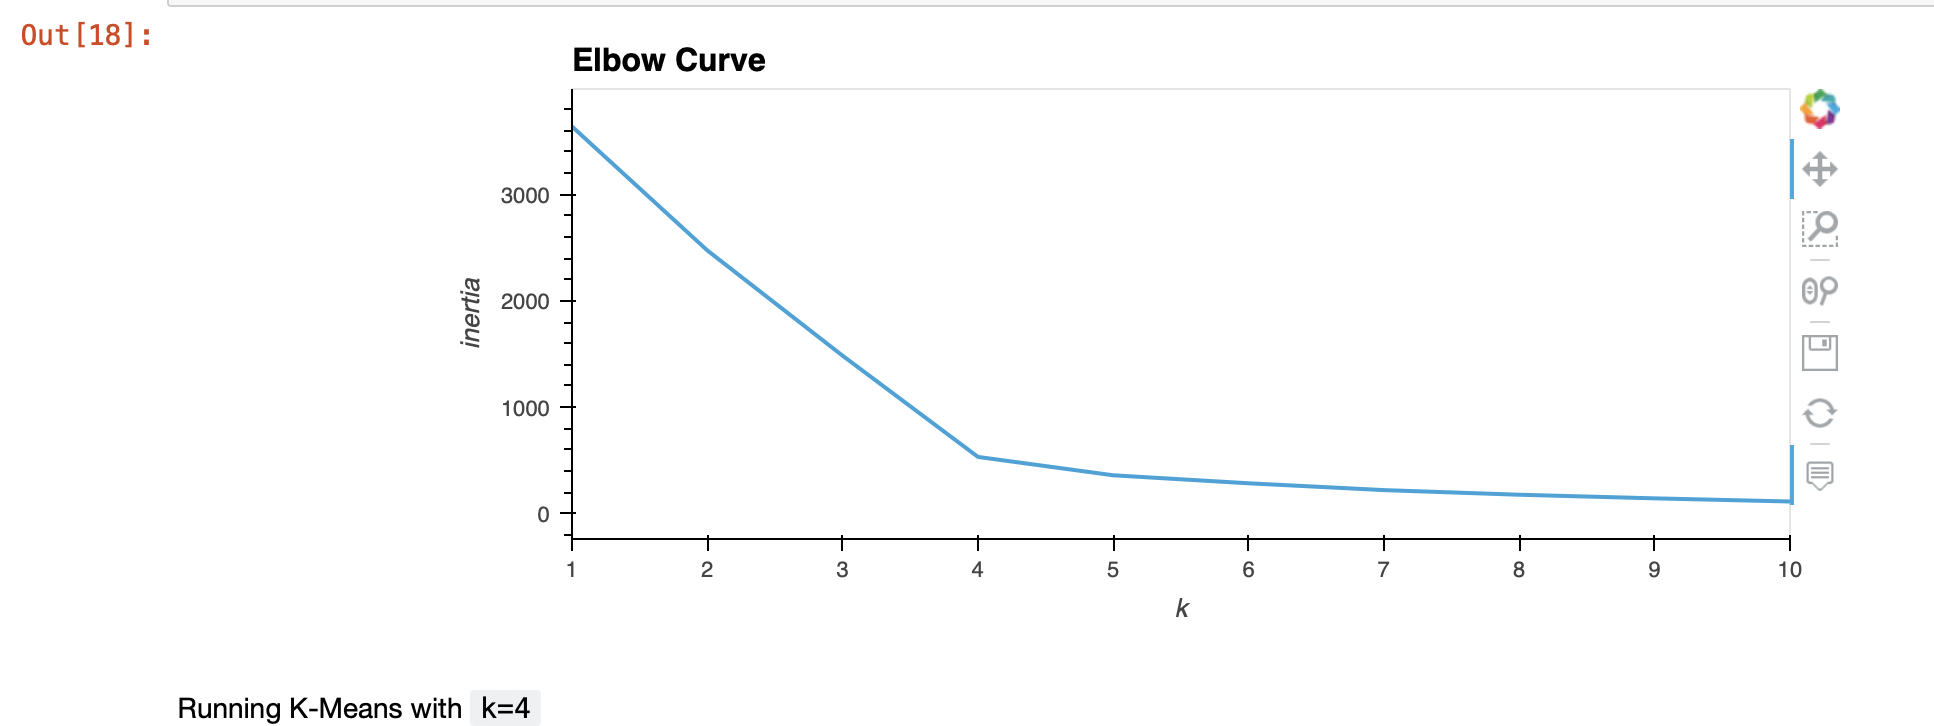 Out[18]:
Elbow Curve
3000
2000
1000
0
inertia
1 2 3 4 5 6 7 8 9 10
k
Running K-Means with k=4